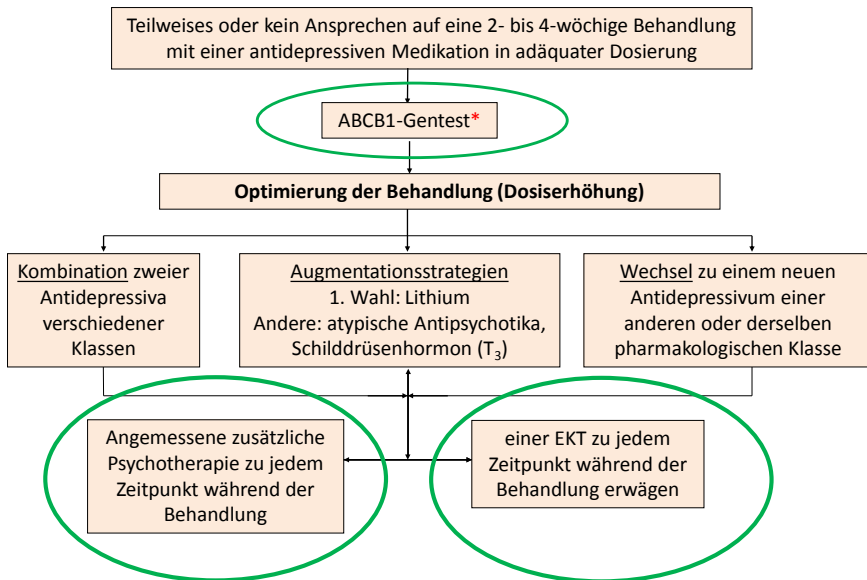 Teilweises oder kein Ansprechen auf eine 2- bis 4-wöchige Behandlung
mit einer antidepressiven Medikation in adäquater Dosierung
ABCB1-Gentest*
Optimierung der Behandlung (Dosiserhöhung)
Kombination zweier
Antidepressiva
verschiedener
Klassen
Augmentationsstrategien
1. Wahl: Lithium
Andere: atypische Antipsychotika,
Schilddrüsenhormon (T3)
Wechsel zu einem neuen
Antidepressivum einer
anderen oder derselben
pharmakologischen Klasse
Angemessene zusätzliche
Psychotherapie zu jedem
Zeitpunkt während der
Behandlung
einer EKT zu jedem
Zeitpunkt während der
Behandlung erwägen